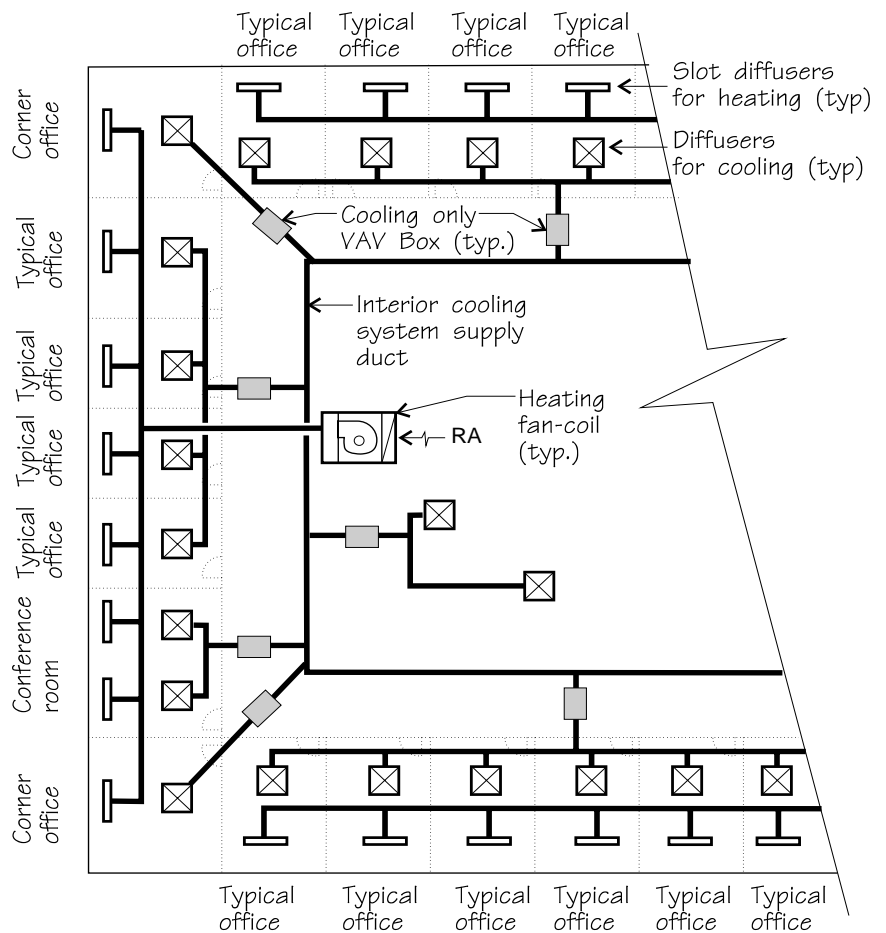 Typical
office
Typical
office
Typical
office
Typical
office
Slot diffusers
for heating (typ)
Diffusers
for cooling (typ)
Corner
office
Cooling only
VAV Box (typ.)
Typical
office
Interior cooling
system supply
duct
Typical
office
Heating
fan-coil
(typ.)
RA
Typical
office
Typical
office
Conference
room
Corner
office
Typical
office
Typical
office
Typical
office
Typical
office
Typical
office
Typical
office